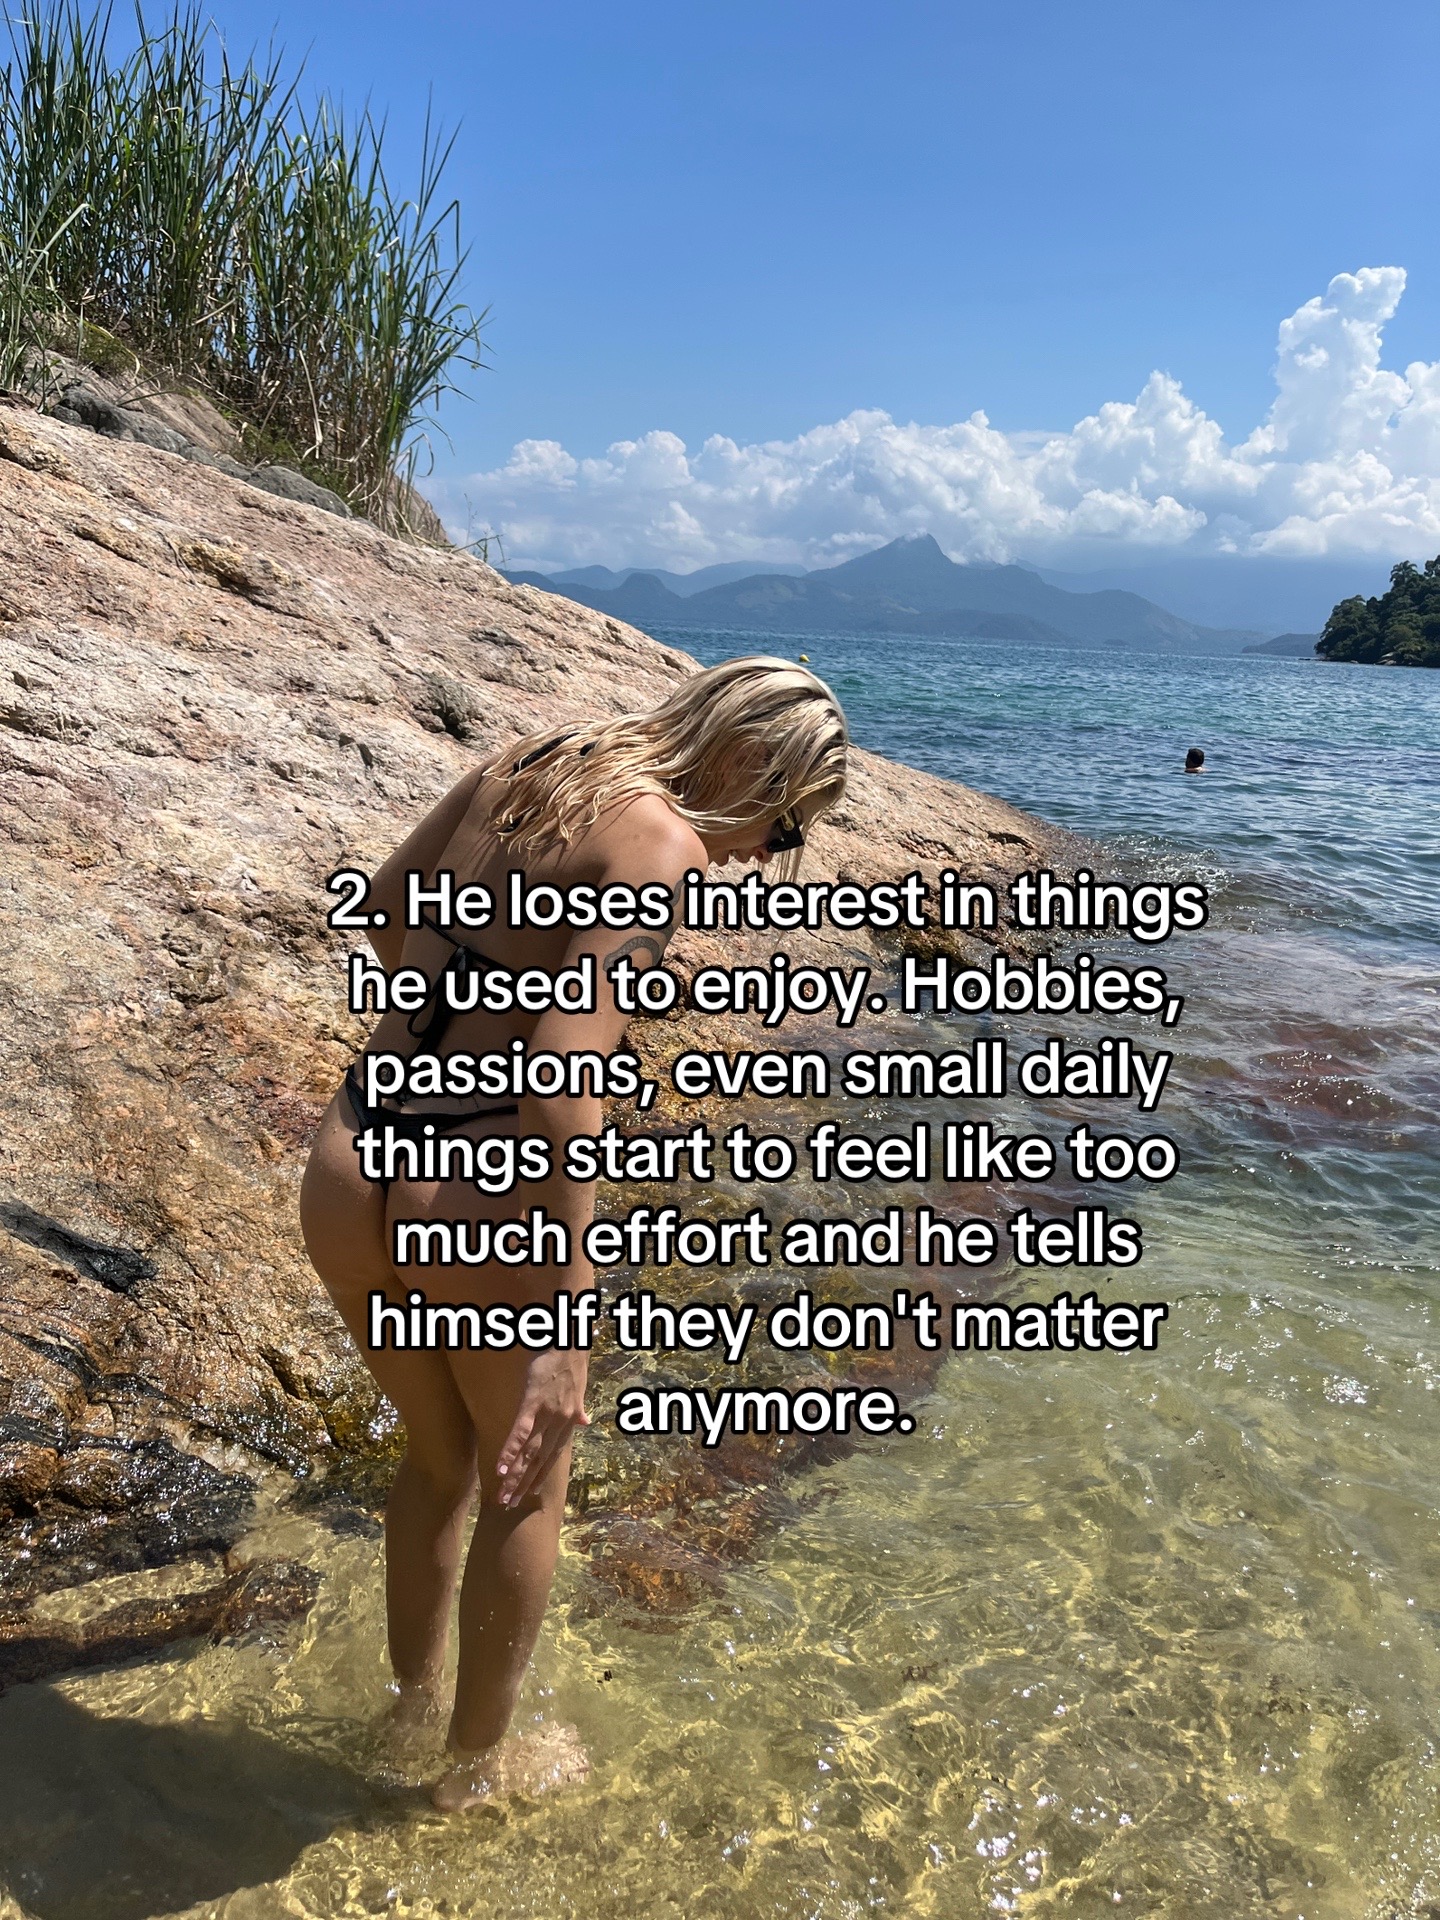 2. He loses interest in things
he used to enjoy. Hobbies,
passions, even small daily
things start to feel like too
much effort and he tells
himself they don't matter
anymore.